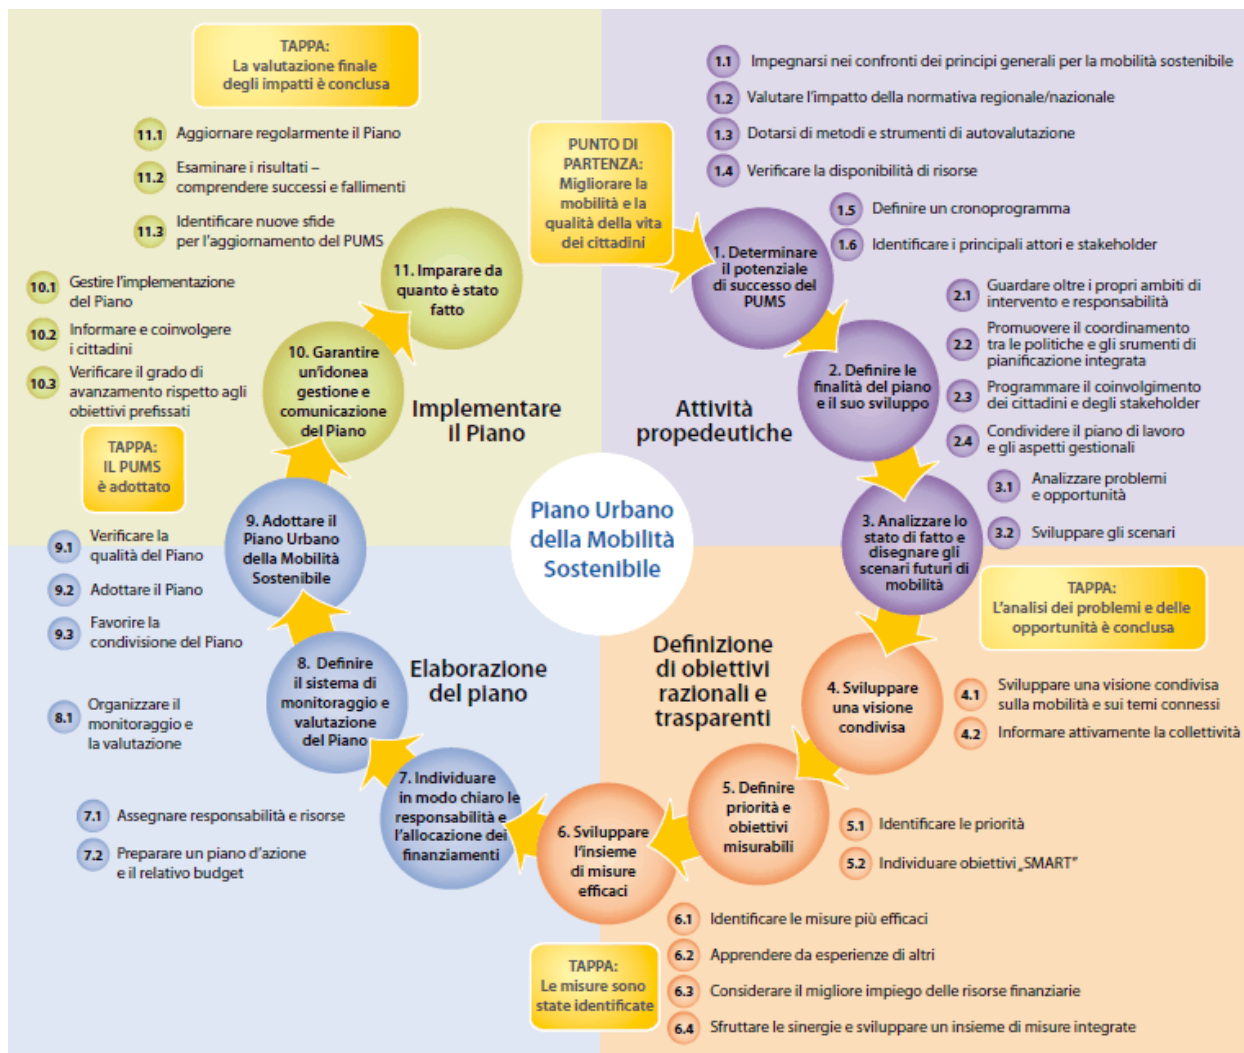 TAPPA:
La valutazione finale
degli impatti è conclusa
11.1 Aggiornare regolarmente il Piano
11.2 Esaminare i risultati –
comprendere successi e fallimenti
11.3 Identificare nuove sfide
per l'aggiornamento del PUMS
10.1 Gestire l'implementazione
del Piano
10.2 Informare e coinvolgere
i cittadini
10.3 Verificare il grado di
avanzamento rispetto agli
obiettivi prefissati
11. Imparare da
quanto è stato
fatto
10. Garantire
un'idonea
gestione e
comunicazione
del Piano
Implementare
il Piano
PUNTO DI
PARTENZA:
Migliorare la
mobilità e la
qualità della vita
dei cittadini
1.1 Impegnarsi nei confronti dei principi generali per la mobilità sostenibile
1.2 Valutare l'impatto della normativa regionale/nazionale
1.3 Dotarsi di metodi e strumenti di autovalutazione
1.4 Verificare la disponibilità di risorse
1.5 Definire un cronoprogramma
1.6 Identificare i principali attori e stakeholder
1. Determinare
il potenziale
di successo del
PUMS
2.1 Guardare oltre i propri ambiti di
intervento e responsabilità
2.2 Promuovere il coordinamento
tra le politiche e gli srumenti di
pianificazione integrata
2.3 Programmare il coinvolgimento
dei cittadini e degli stakeholder
2.4 Condividere il piano di lavoro
e gli aspetti gestionali
2. Definire le
finalità del piano
e il suo sviluppo
Attività
propedeutiche
3.1 Analizzare problemi
e opportunità
3.2 Sviluppare gli scenari
3. Analizzare lo
stato di fatto e
disegnare gli
scenari futuri di
mobilità
TAPPA:
L'analisi dei problemi e delle
opportunità è conclusa
Piano Urbano
della Mobilità
Sostenibile
TAPPA:
IL PUMS
è adottato
9. Adottare il
Piano Urbano
della Mobilità
Sostenibile
9.1 Verificare la
qualità del Piano
9.2 Adottare il Piano
9.3 Favorire la
condivisione del Piano
8. Definire
il sistema di
monitoraggio e
valutazione
del Piano
8.1 Organizzare il
monitoraggio e
la valutazione
Elaborazione
del piano
7. Individuare
in modo chiaro le
responsabilità e
l'allocazione dei
finanziamenti
7.1 Assegnare responsabilità e risorse
7.2 Preparare un piano d'azione
e il relativo budget
Definizione
di obiettivi
razionali e
trasparenti
4. Sviluppare
una visione
condivisa
4.1 Sviluppare una visione condivisa
sulla mobilità e sui temi connessi
4.2 Informare attivamente la collettività
5. Definire
priorità e
obiettivi
misurabili
5.1 Identificare le priorità
5.2 Individuare obiettivi „SMART”
6. Sviluppare
l'insieme
di misure
efficaci
6.1 Identificare le misure più efficaci
6.2 Apprendere da esperienze di altri
6.3 Considerare il migliore impiego delle risorse finanziarie
6.4 Sfruttare le sinergie e sviluppare un insieme di misure integrate
TAPPA:
Le misure sono
state identificate